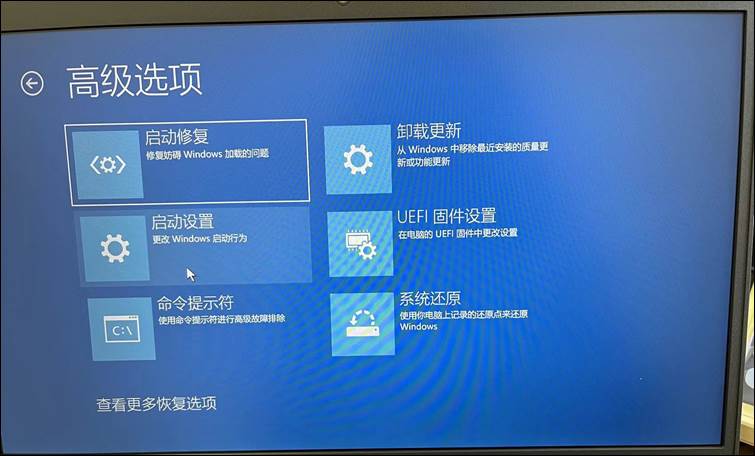 高级选项
启动修复
修复妨碍 Windows 加载的问题
启动设置
更改 Windows 启动行为
C:\
命令提示符
使用命令提示符进行高级故障排除
卸载更新
从 Windows 中移除最近安装的质量更
新或功能更新
UEFI 固件设置
在电脑的 UEFI 固件中更改设置
系统还原
使用你电脑上记录的还原点来还原
Windows
查看更多恢复选项